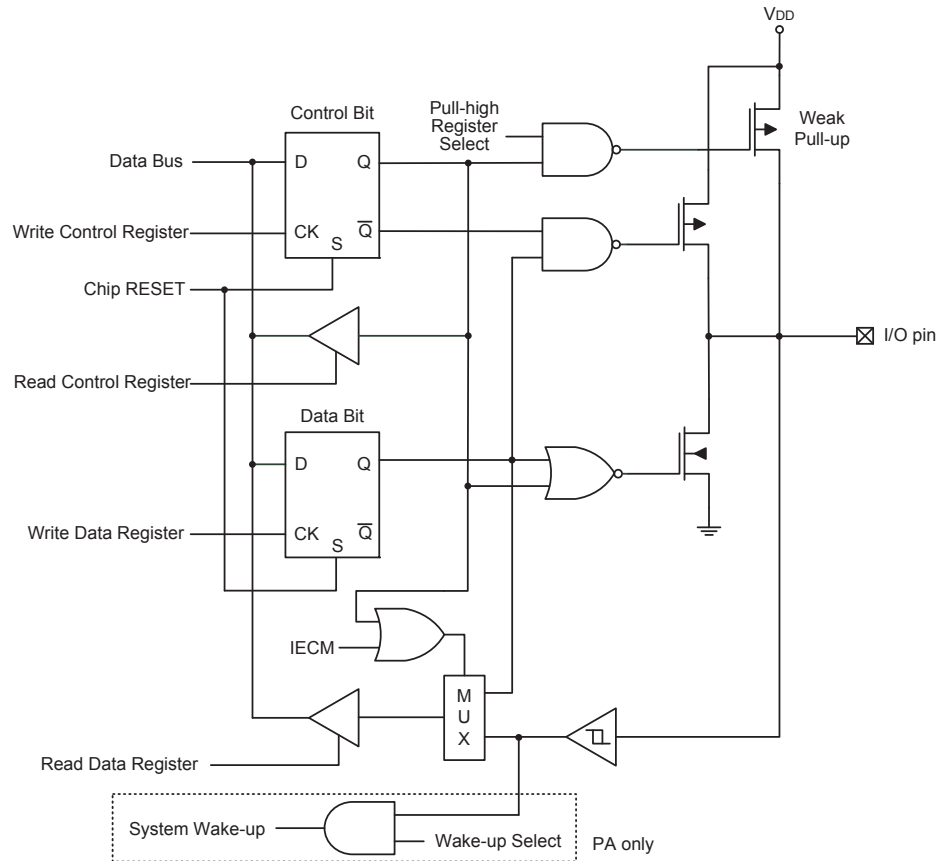 VDD
Control Bit
Pull-high
Register
Select
Weak
Pull-up
Data Bus
D
Q
Write Control Register
CK
Q̅
S
Chip RESET
I/O pin
Read Control Register
Data Bit
D
Q
Write Data Register
CK
Q̅
S
IECM
M
U
X
Read Data Register
System Wake-up
Wake-up Select
PA only